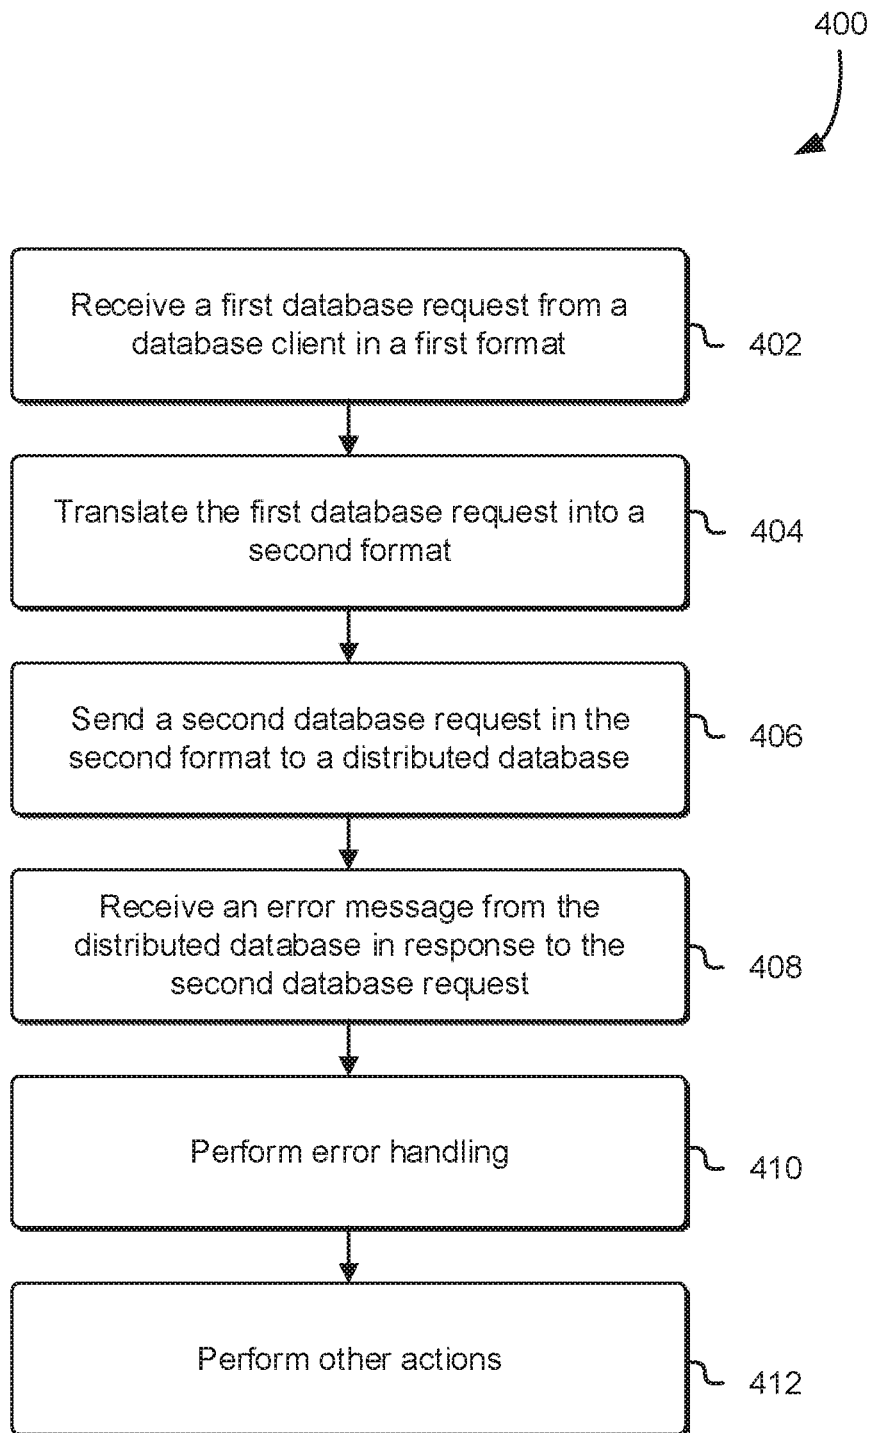 400
Receive a first database request from a
database client in a first format
402
Translate the first database request into a
second format
404
Send a second database request in the
second format to a distributed database
406
Receive an error message from the
distributed database in response to the
second database request
408
Perform error handling
410
Perform other actions
412